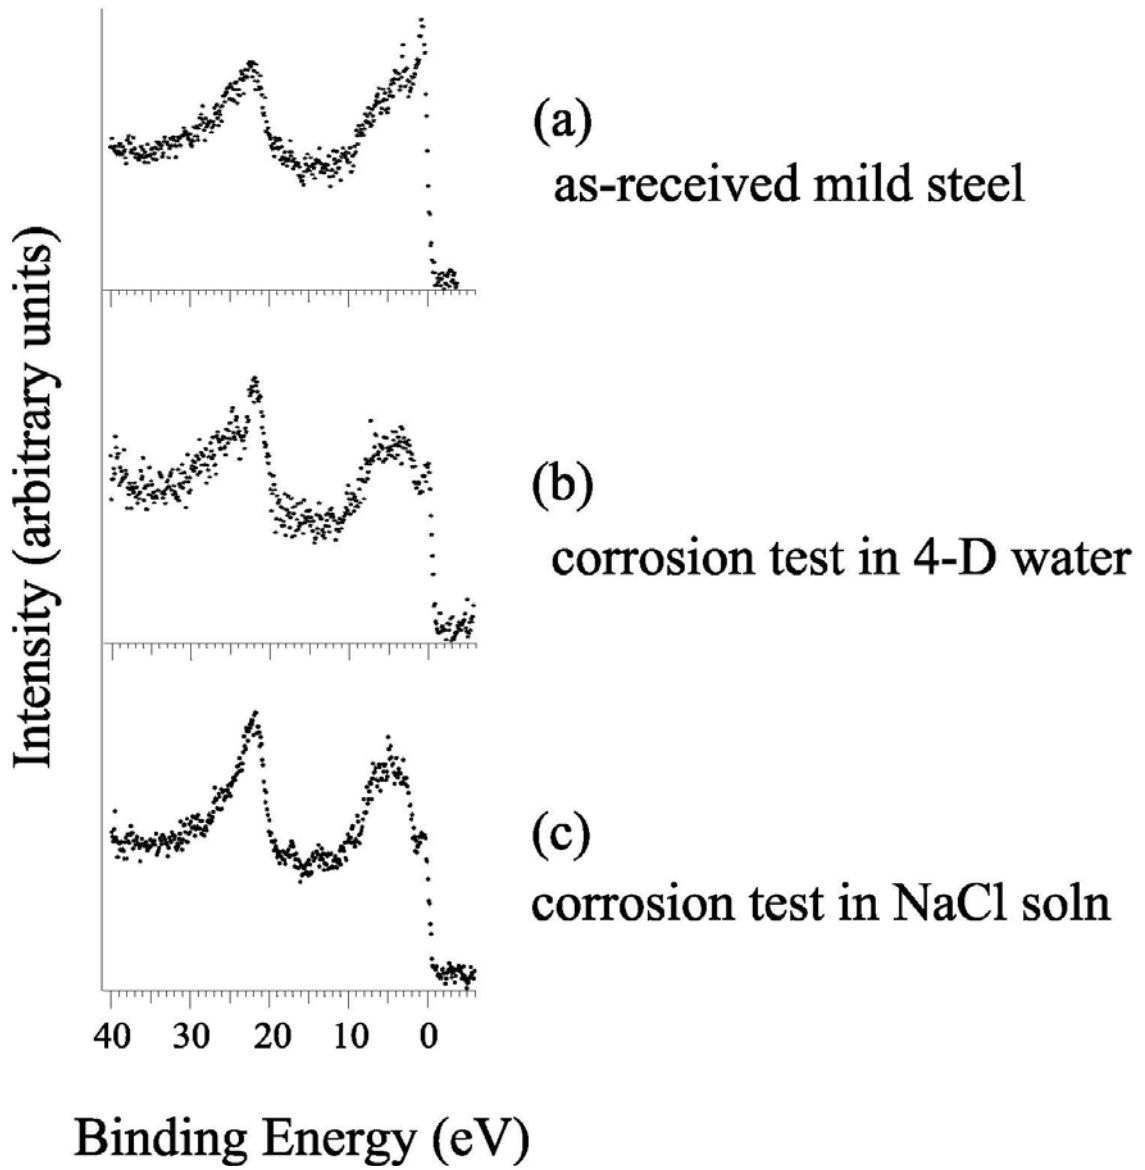 (a)
as-received mild steel
(b)
corrosion test in 4-D water
(c)
corrosion test in NaCl soln
Intensity (arbitrary units)
40 30 20 10 0
Binding Energy (eV)